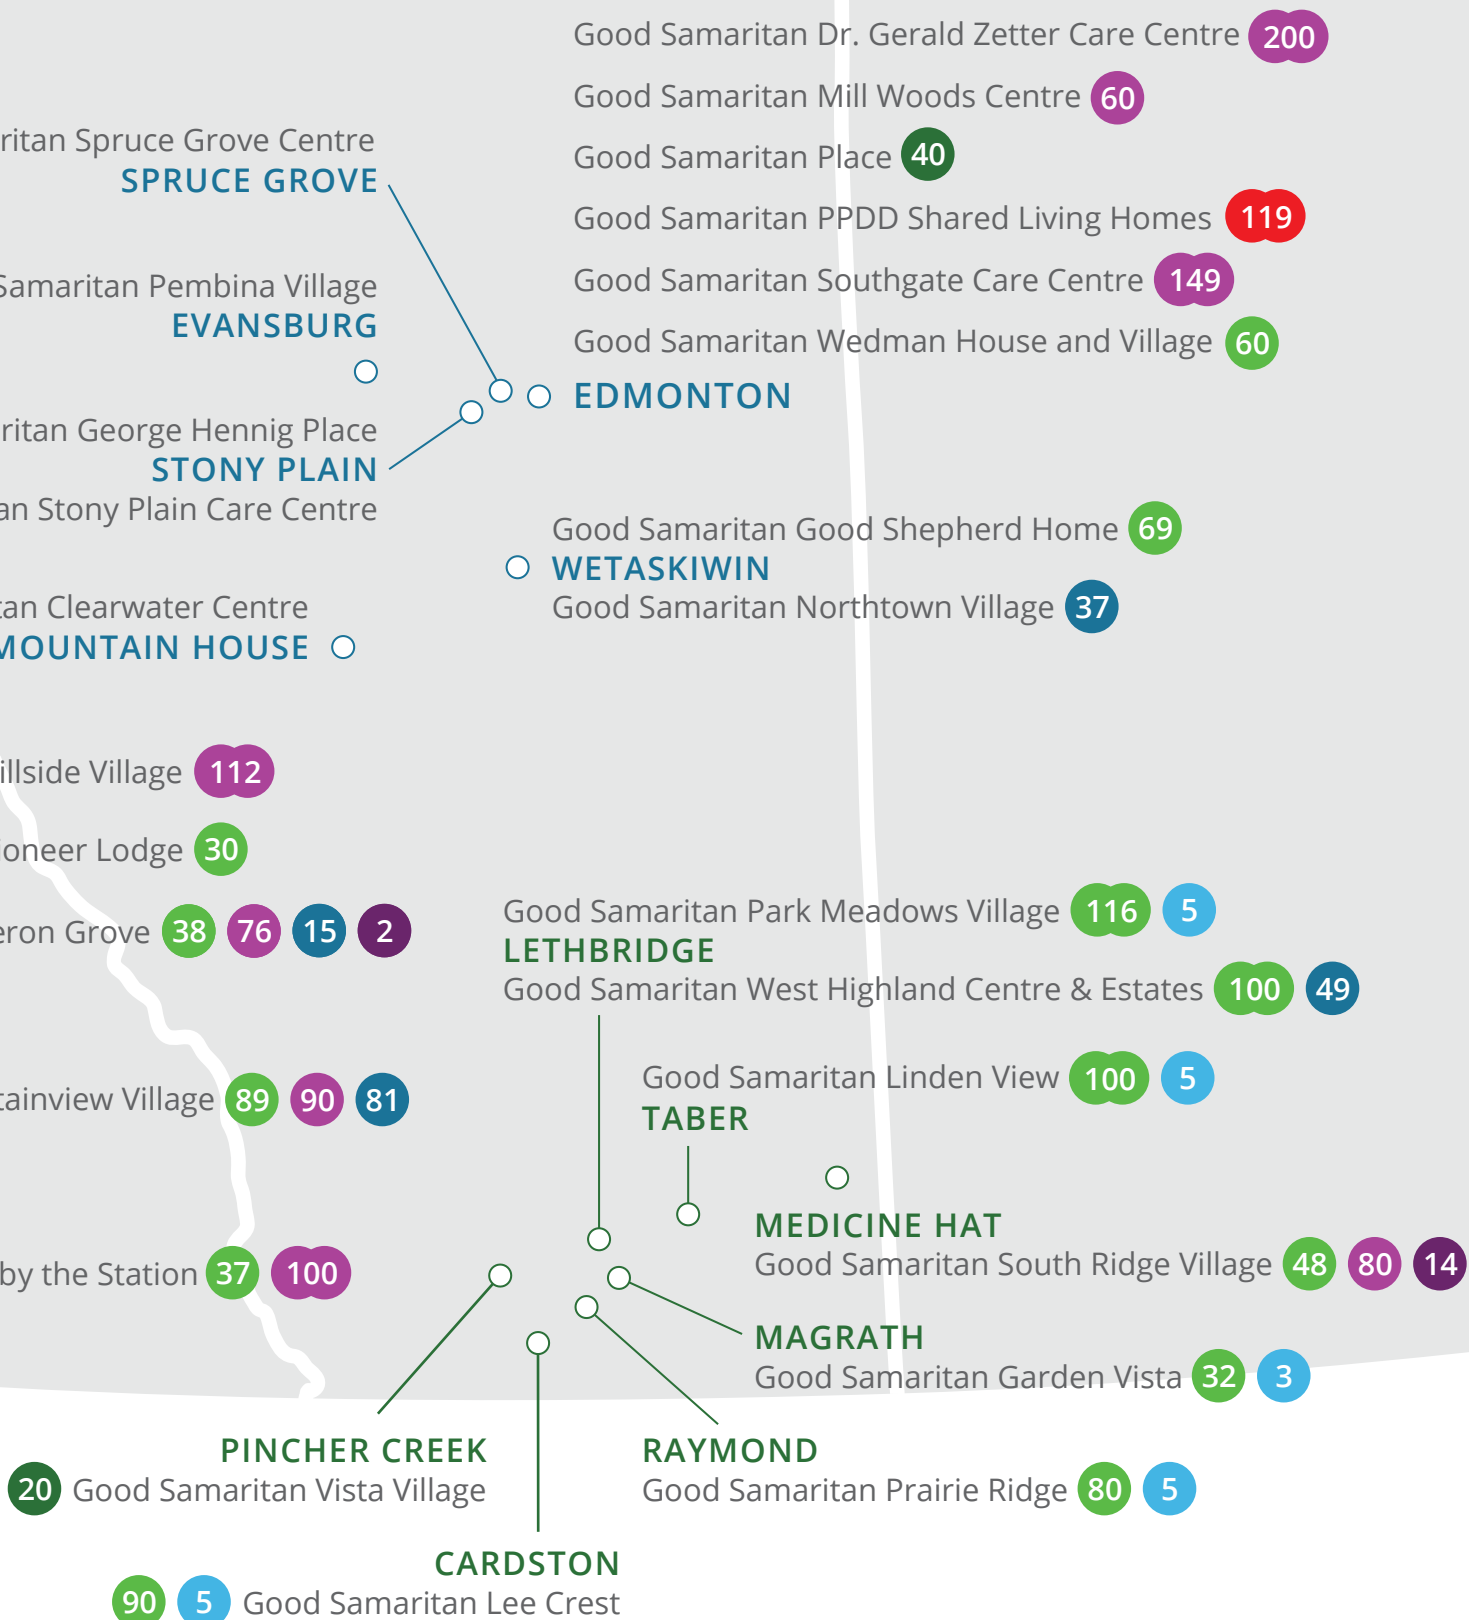 Good Samaritan Dr. Gerald Zetter Care Centre 200
Good Samaritan Mill Woods Centre 60
Good Samaritan Place 40
Good Samaritan PPDD Shared Living Homes 119
Good Samaritan Southgate Care Centre 149
Good Samaritan Wedman House and Village 60
EDMONTON
ritan Spruce Grove Centre
SPRUCE GROVE
Samaritan Pembina Village
EVANSBURG
ritan George Hennig Place
STONY PLAIN
an Stony Plain Care Centre
Good Samaritan Good Shepherd Home 69
WETASKIWIN
Good Samaritan Northtown Village 37
tan Clearwater Centre
MOUNTAIN HOUSE
illside Village 112
ioneer Lodge 30
eron Grove 38 76 15 2
tainview Village 89 90 81
by the Station 37 100
Good Samaritan Park Meadows Village 116 5
LETHBRIDGE
Good Samaritan West Highland Centre & Estates 100 49
Good Samaritan Linden View 100 5
TABER
MEDICINE HAT
Good Samaritan South Ridge Village 48 80 14
MAGRATH
Good Samaritan Garden Vista 32 3
PINCHER CREEK
20 Good Samaritan Vista Village
RAYMOND
Good Samaritan Prairie Ridge 80 5
CARDSTON
90 5 Good Samaritan Lee Crest